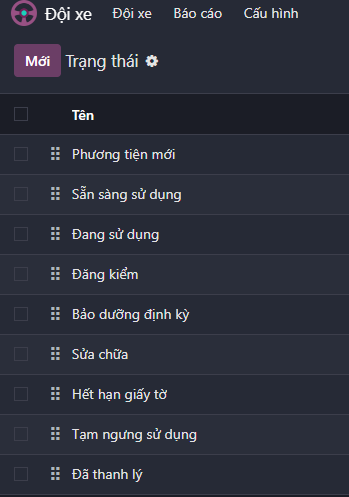 Đội xe Đội xe Báo cáo Cấu hình
Mới Trạng thái
Tên
Phương tiện mới
Sẵn sàng sử dụng
Đang sử dụng
Đăng kiểm
Bảo dưỡng định kỳ
Sửa chữa
Hết hạn giấy tờ
Tạm ngưng sử dụng
Đã thanh lý